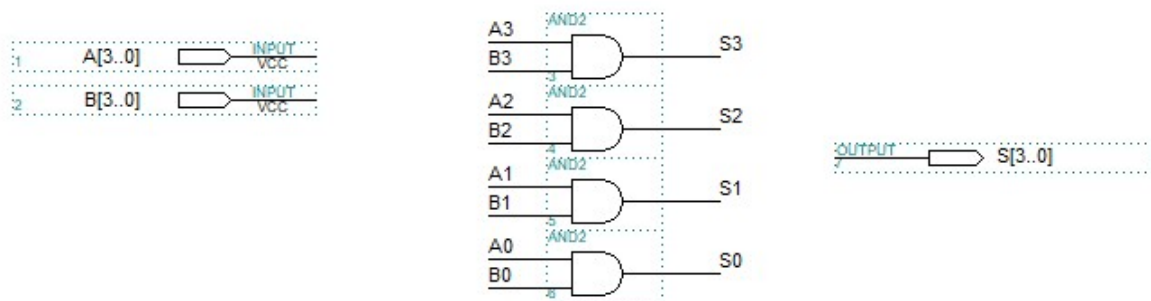 A[3..0] INPUT VCC
1
B[3..0] INPUT VCC
2
AND2
A3
B3
S3
3
AND2
A2
B2
S2
4
AND2
A1
B1
S1
5
AND2
A0
B0
S0
6
OUTPUT S[3..0]
7